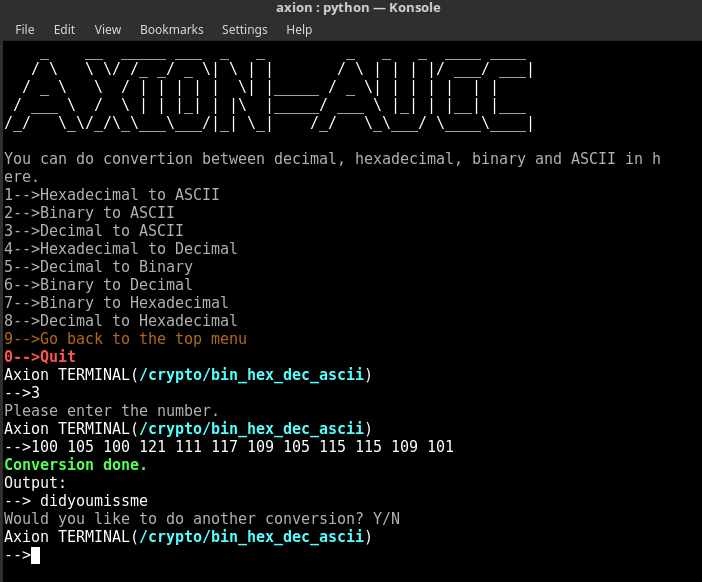 axion : python — Konsole
File Edit View Bookmarks Settings Help
AXION-AUCC
You can do convertion between decimal, hexadecimal, binary and ASCII in h
ere.
1-->Hexadecimal to ASCII
2-->Binary to ASCII
3-->Decimal to ASCII
4-->Hexadecimal to Decimal
5-->Decimal to Binary
6-->Binary to Decimal
7-->Binary to Hexadecimal
8-->Decimal to Hexadecimal
9-->Go back to the top menu
0-->Quit
Axion TERMINAL(/crypto/bin_hex_dec_ascii)
-->3
Please enter the number.
Axion TERMINAL(/crypto/bin_hex_dec_ascii)
-->100 105 100 121 111 117 109 105 115 115 109 101
Conversion done.
Output:
--> didyoumissme
Would you like to do another conversion? Y/N
Axion TERMINAL(/crypto/bin_hex_dec_ascii)
-->